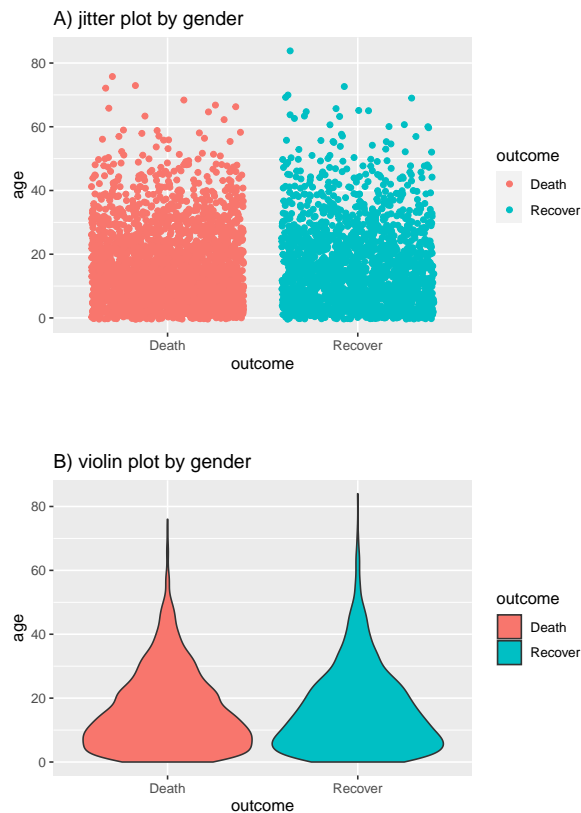 A) jitter plot by gender
80
60
40
20
0
age
Death
Recover
outcome
outcome
Death
Recover
B) violin plot by gender
80
60
40
20
0
age
Death
Recover
outcome
outcome
Death
Recover